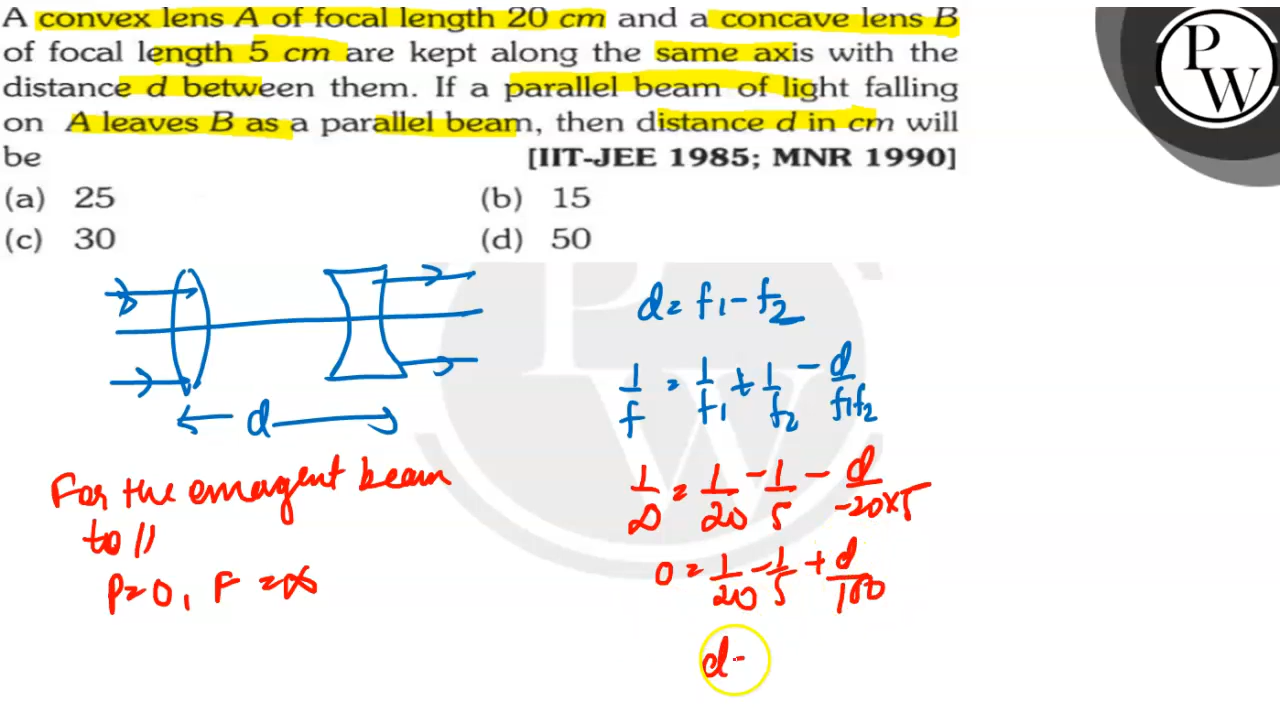 A convex lens A of focal length 20 cm and a concave lens B
of focal length 5 cm are kept along the same axis with the
distance d between them. If a parallel beam of light falling
on A leaves B as a parallel beam, then distance d in cm will
be [IIT-JEE 1985; MNR 1990]
(a) 25 (b) 15
(c) 30 (d) 50
P
W
d
For the emergent beam
to ||
P=0, F=∞
d= f1-f2
1/f = 1/f1 + 1/f2 - d/f1f2
1/∞ = 1/20 - 1/5 - d/-20×5
0 = 1/20 - 1/5 + d/100
d-